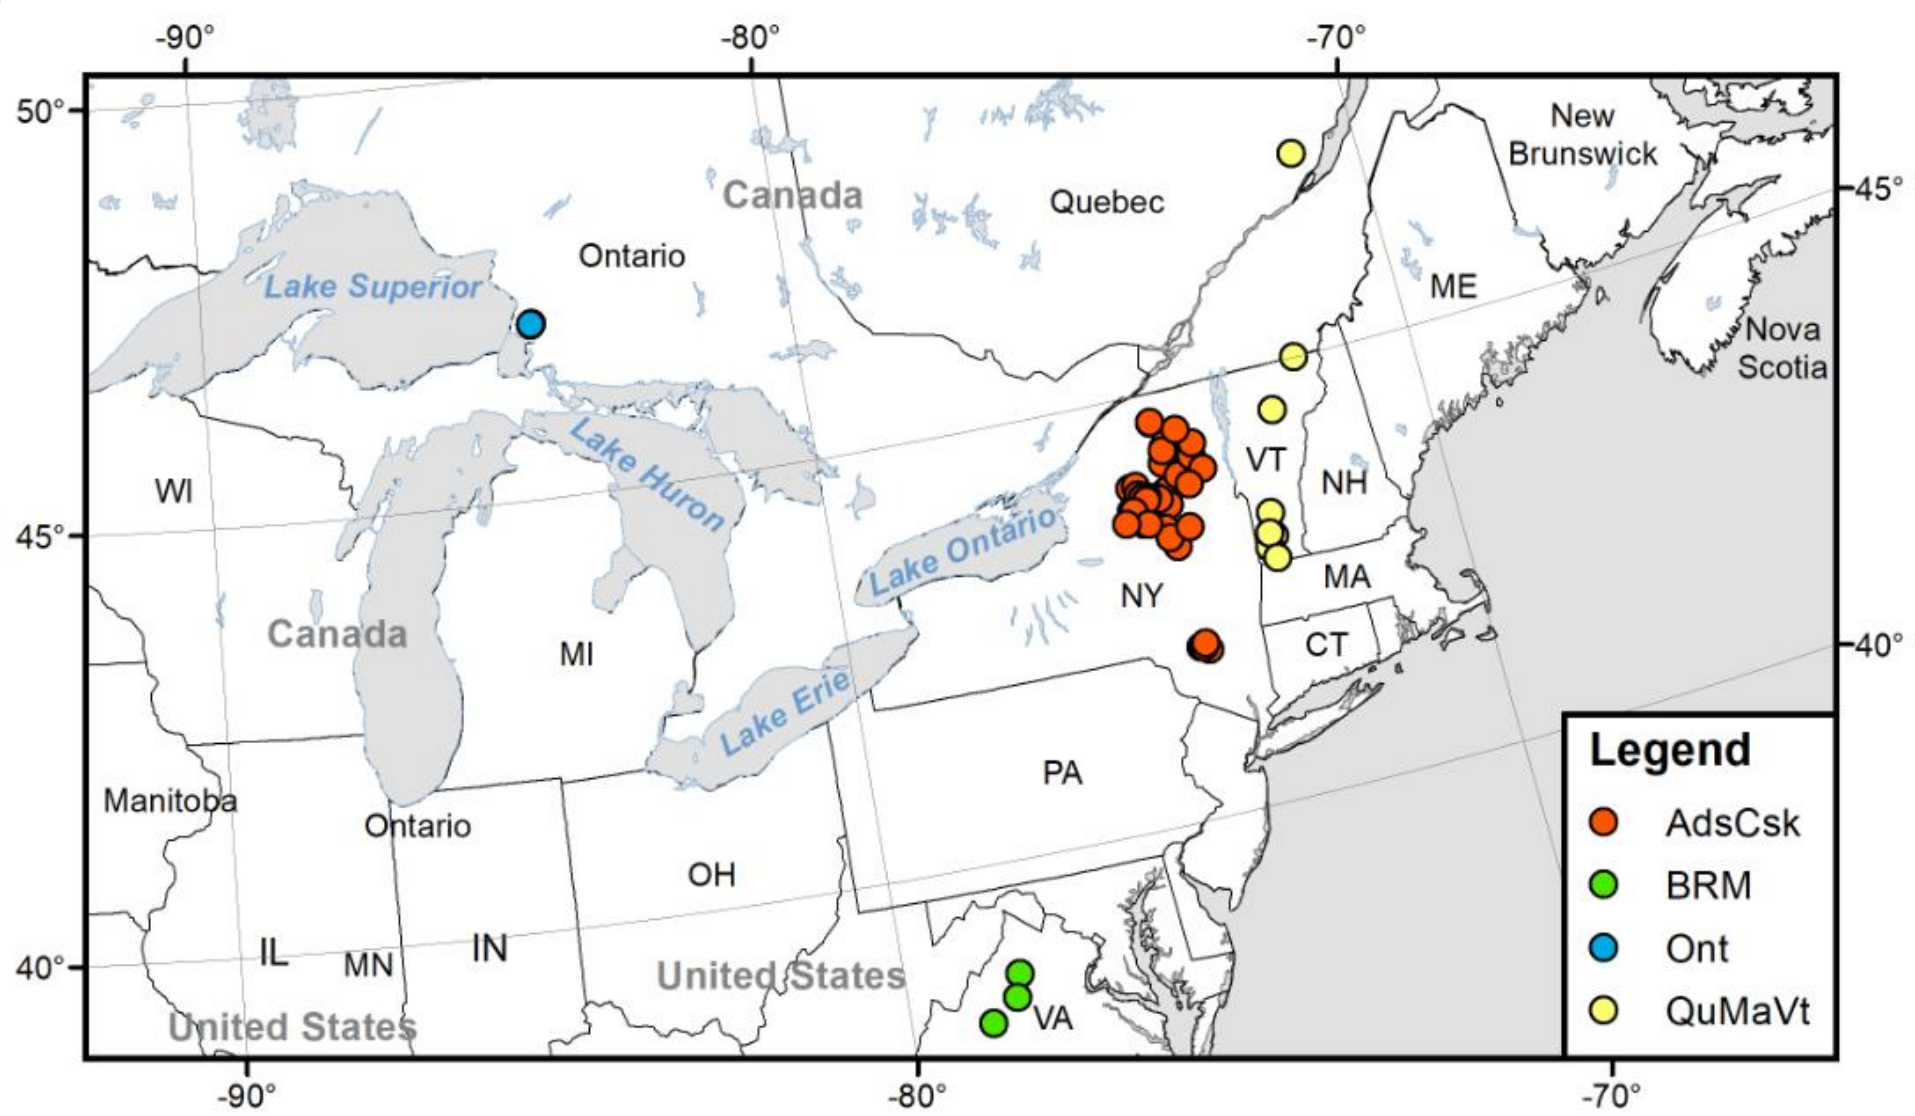 -90°
-80°
-70°
50°
New
Brunswick
Canada
Quebec
45°
Ontario
Lake Superior
ME
Nova
Scotia
Lake Huron
VT
WI
NH
45°
Lake Ontario
MA
NY
Canada
MI
CT
40°
Lake Erie
Legend
PA
Manitoba
Ontario
AdsCsk
OH
BRM
IL
MN
IN
Ont
40°
United States
VA
QuMaVt
United States
-90°
-80°
-70°